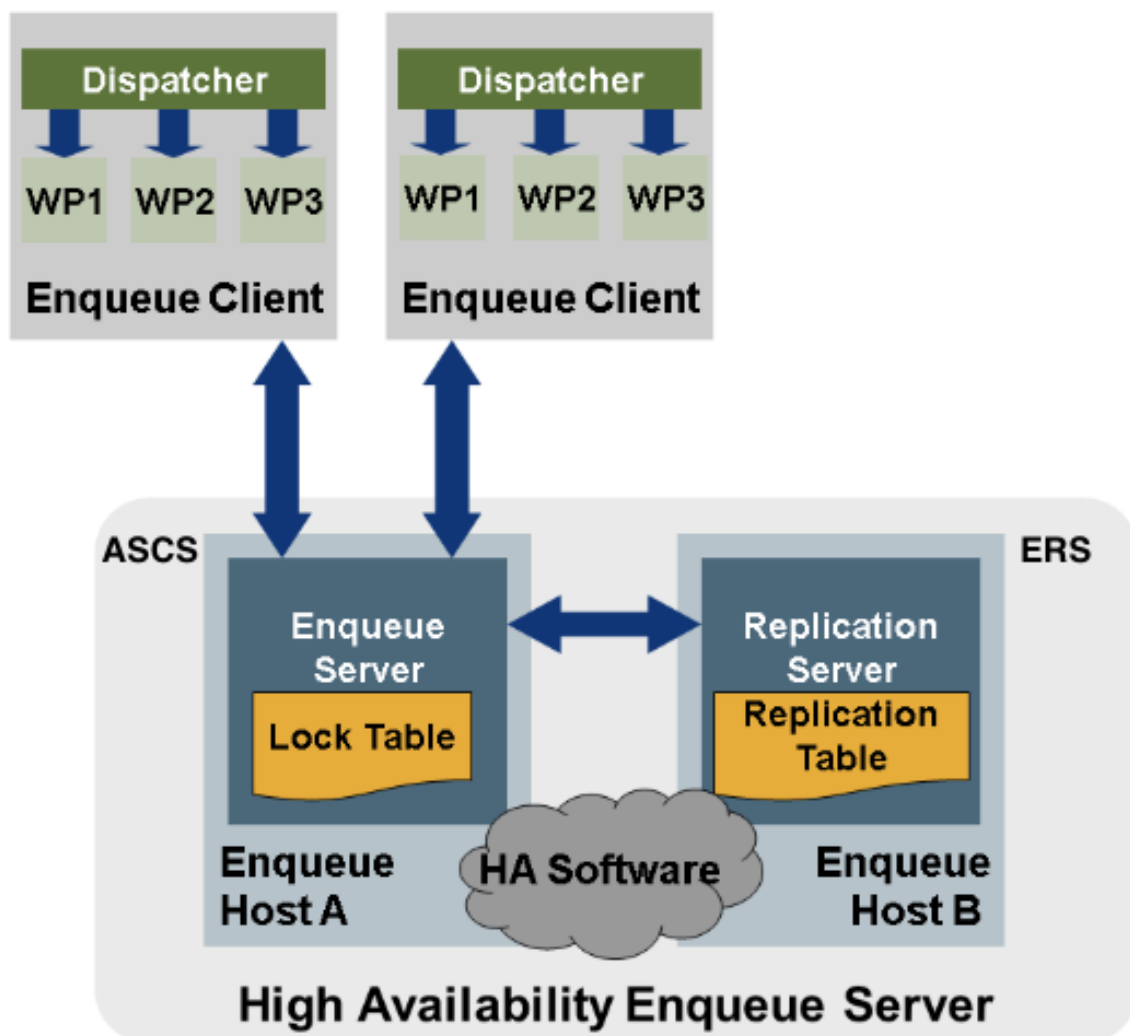 Dispatcher
WP1 WP2 WP3
Enqueue Client
Dispatcher
WP1 WP2 WP3
Enqueue Client
ASCS
Enqueue
Server
Lock Table
Enqueue
Host A
HA Software
ERS
Replication
Server
Replication
Table
Enqueue
Host B
High Availability Enqueue Server